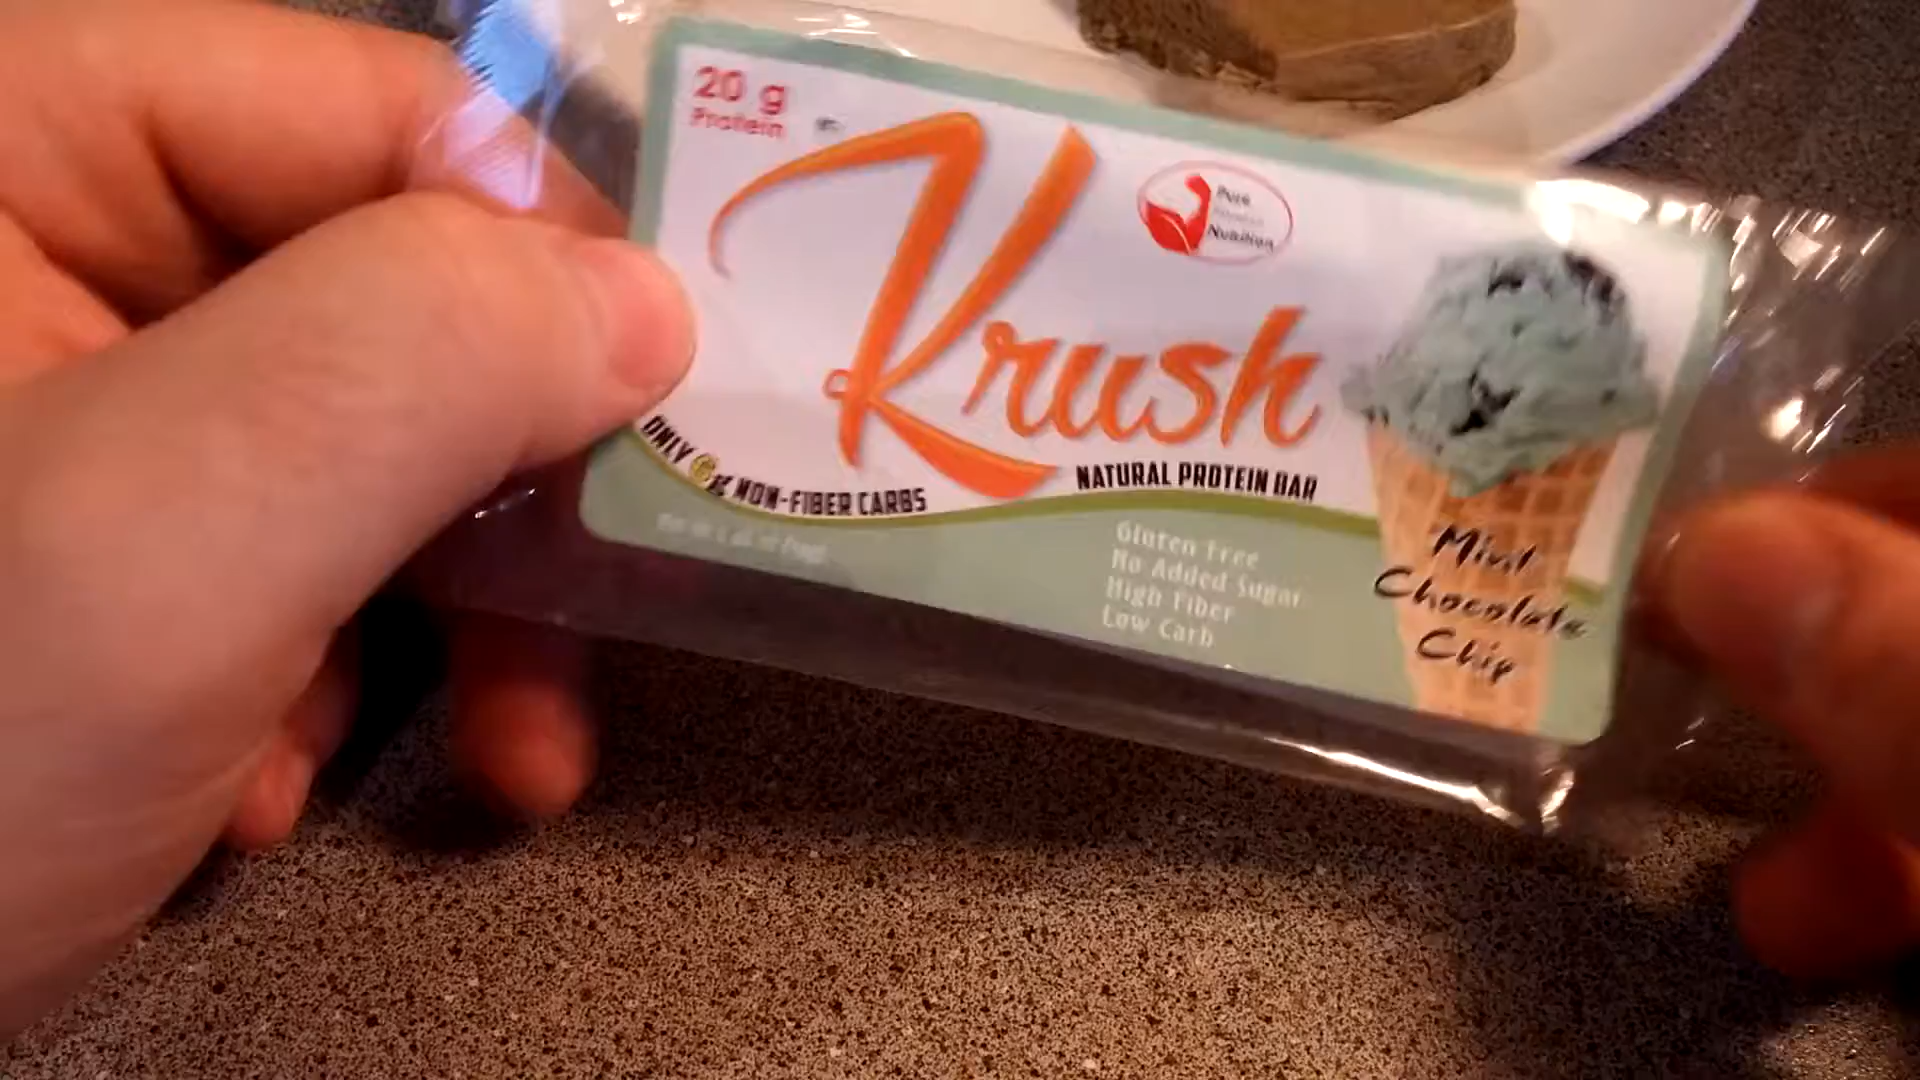 20 g
Protein
Krush
Pure
Nutrition
ONLY 6g NON-FIBER CARBS
NATURAL PROTEIN BAR
Gluten Free
No Added Sugar
High Fiber
Low Carb
Mint
Chocolate
Chip